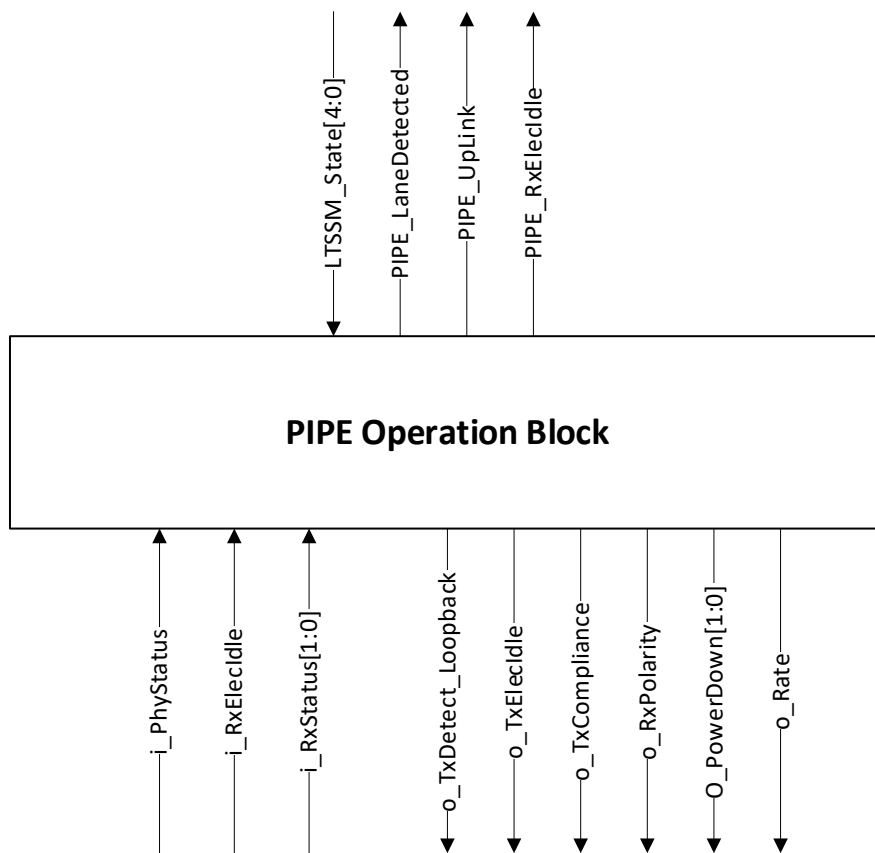 LTSSM_State[4:0]
PIPE_LaneDetected
PIPE_UpLink
PIPE_RxElecIdle
PIPE Operation Block
i_PhyStatus
i_RxElecIdle
i_RxStatus[1:0]
o_TxDetect_Loopback
o_TxElecIdle
o_TxCompliance
o_RxPolarity
O_PowerDown[1:0]
o_Rate